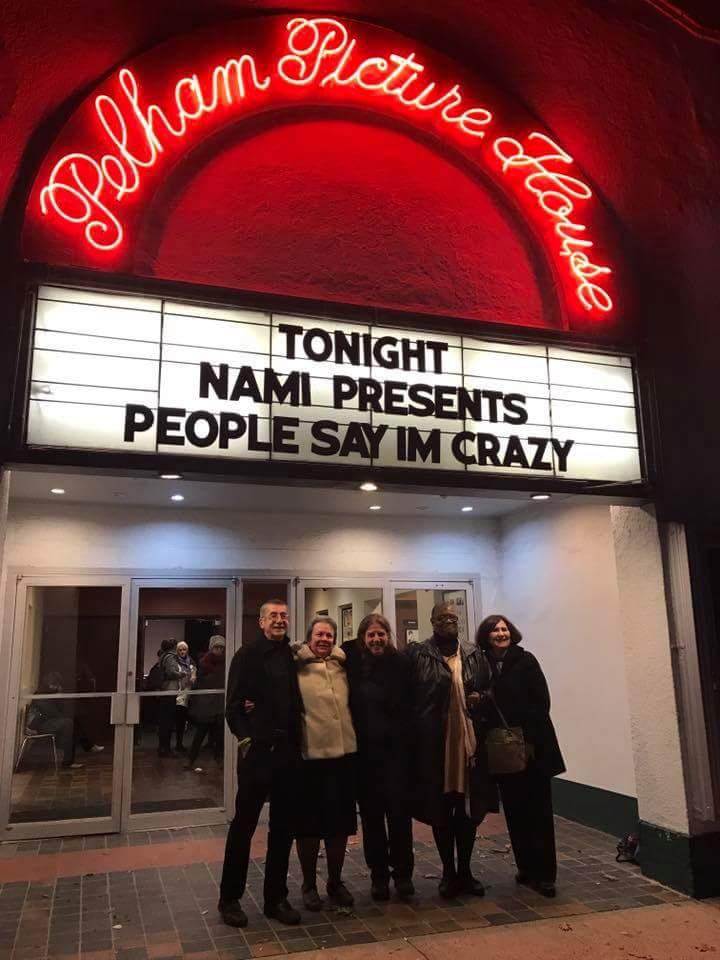 Pelham Picture House
TONIGHT
NAMI PRESENTS
PEOPLE SAY IM CRAZY